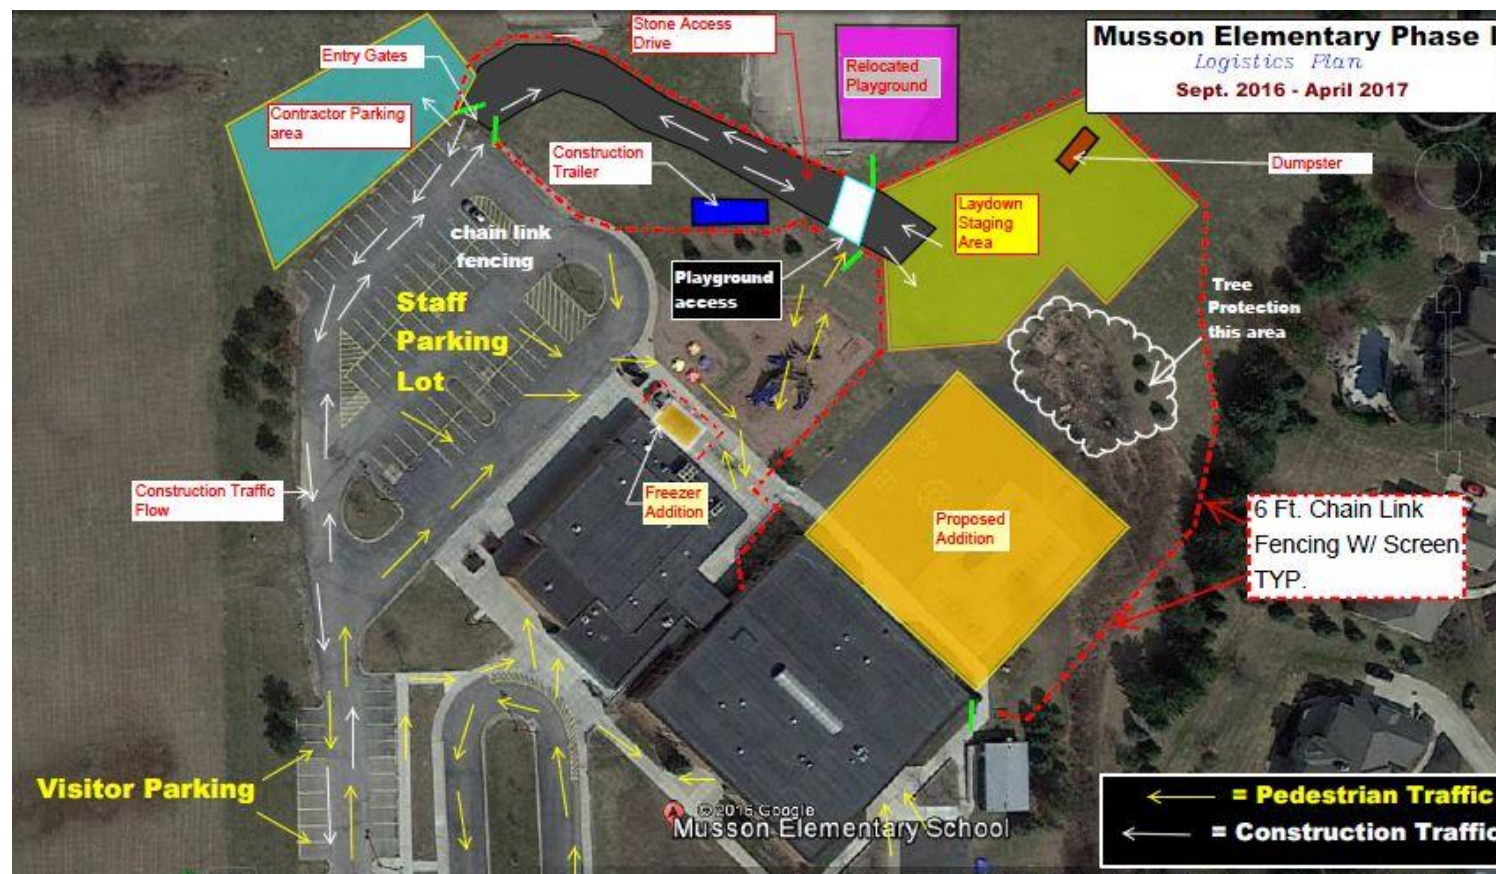 Musson Elementary Phase I
Logistics Plan
Sept. 2016 - April 2017
Stone Access
Drive
Entry Gates
Relocated
Playground
Contractor Parking
area
Construction
Trailer
Dumpster
Laydown
Staging
Area
chain link
fencing
Playground
access
Tree
Protection
this area
Staff
Parking
Lot
Construction Traffic
Flow
Freezer
Addition
Proposed
Addition
6 Ft. Chain Link
Fencing W/ Screen
TYP.
Visitor Parking
© 2016 Google
Musson Elementary School
= Pedestrian Traffic
= Construction Traffic